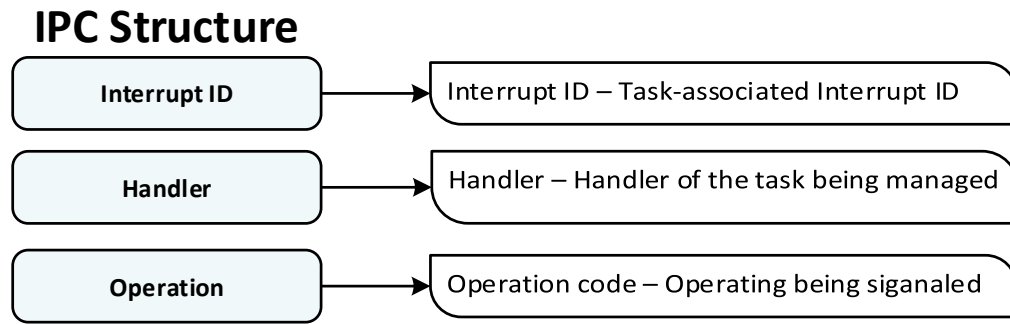 IPC Structure
Interrupt ID
Interrupt ID – Task-associated Interrupt ID
Handler
Handler – Handler of the task being managed
Operation
Operation code – Operating being siganaled